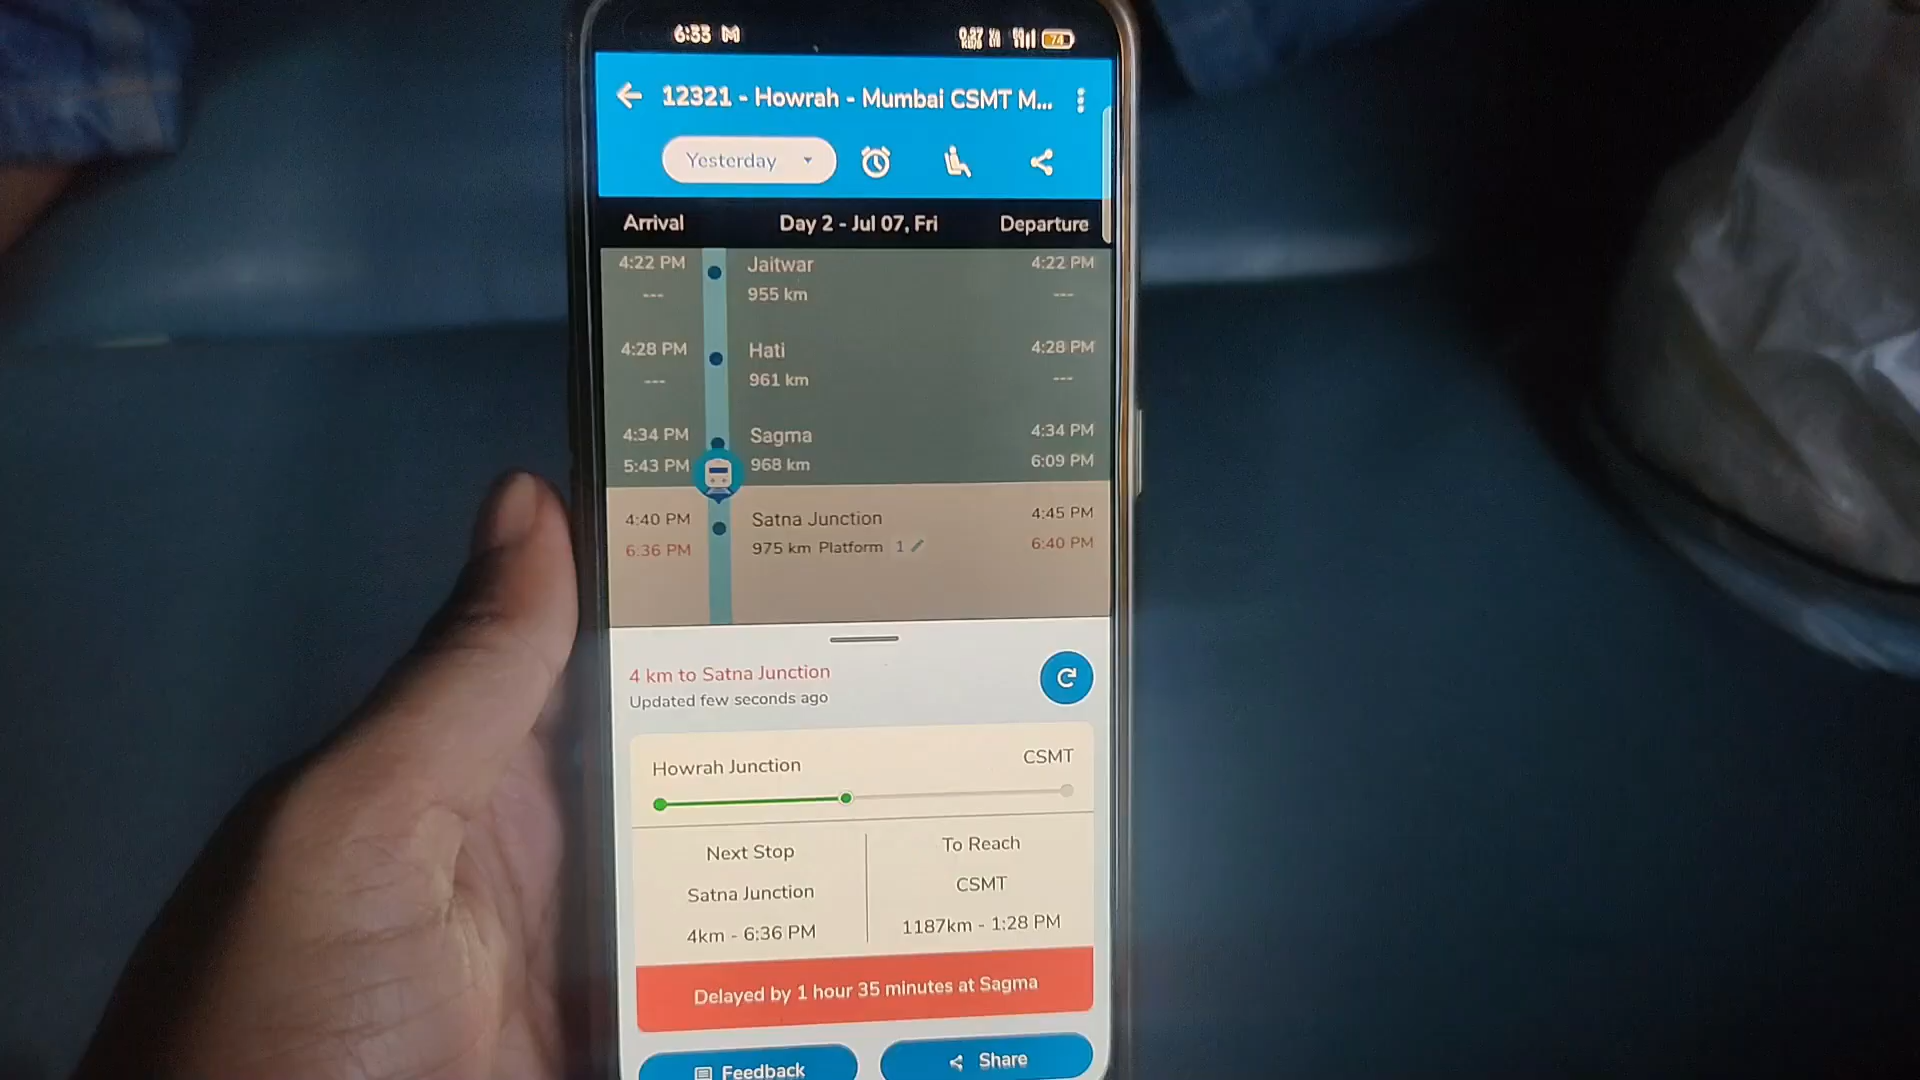 6:33
74
12321 - Howrah - Mumbai CSMT M...
Yesterday
Arrival Day 2 - Jul 07, Fri Departure
4:22 PM Jaitwar 4:22 PM
--- 955 km ---
4:28 PM Hati 4:28 PM
--- 961 km ---
4:34 PM Sagma 4:34 PM
5:43 PM 968 km 6:09 PM
4:40 PM Satna Junction 4:45 PM
6:36 PM 975 km Platform 1 6:40 PM
4 km to Satna Junction
Updated few seconds ago
Howrah Junction CSMT
Next Stop To Reach
Satna Junction CSMT
4km - 6:36 PM 1187km - 1:28 PM
Delayed by 1 hour 35 minutes at Sagma
Feedback Share